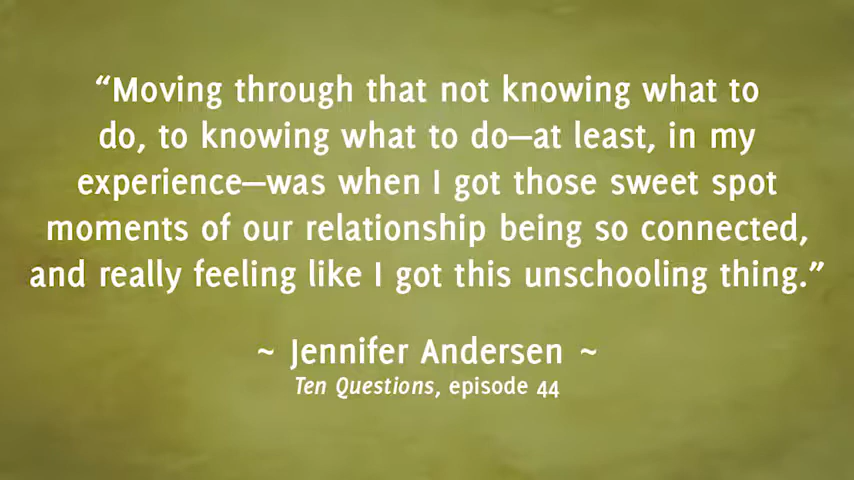 “Moving through that not knowing what to
do, to knowing what to do—at least, in my
experience—was when I got those sweet spot
moments of our relationship being so connected,
and really feeling like I got this unschooling thing.”
~ Jennifer Andersen ~
Ten Questions, episode 44